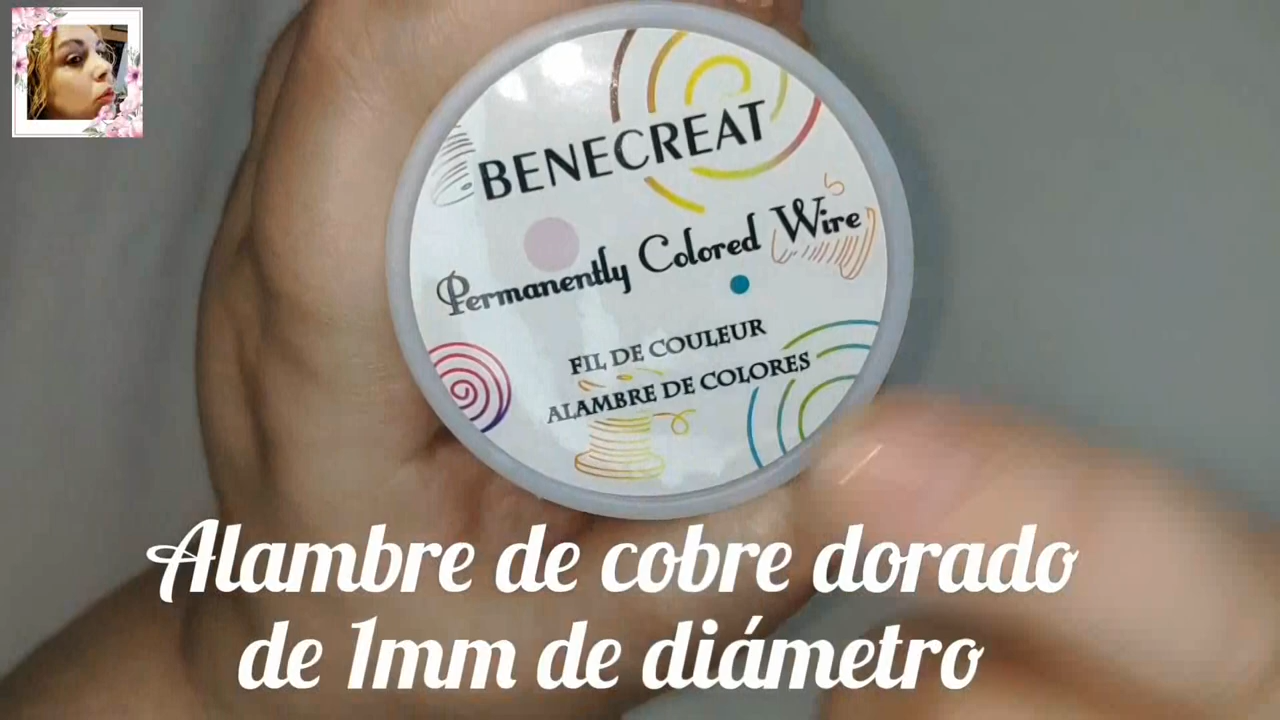 BENECREAT
Permanently Colored Wire
FIL DE COULEUR
ALAMBRE DE COLORES
Alambre de cobre dorado
de 1mm de diámetro